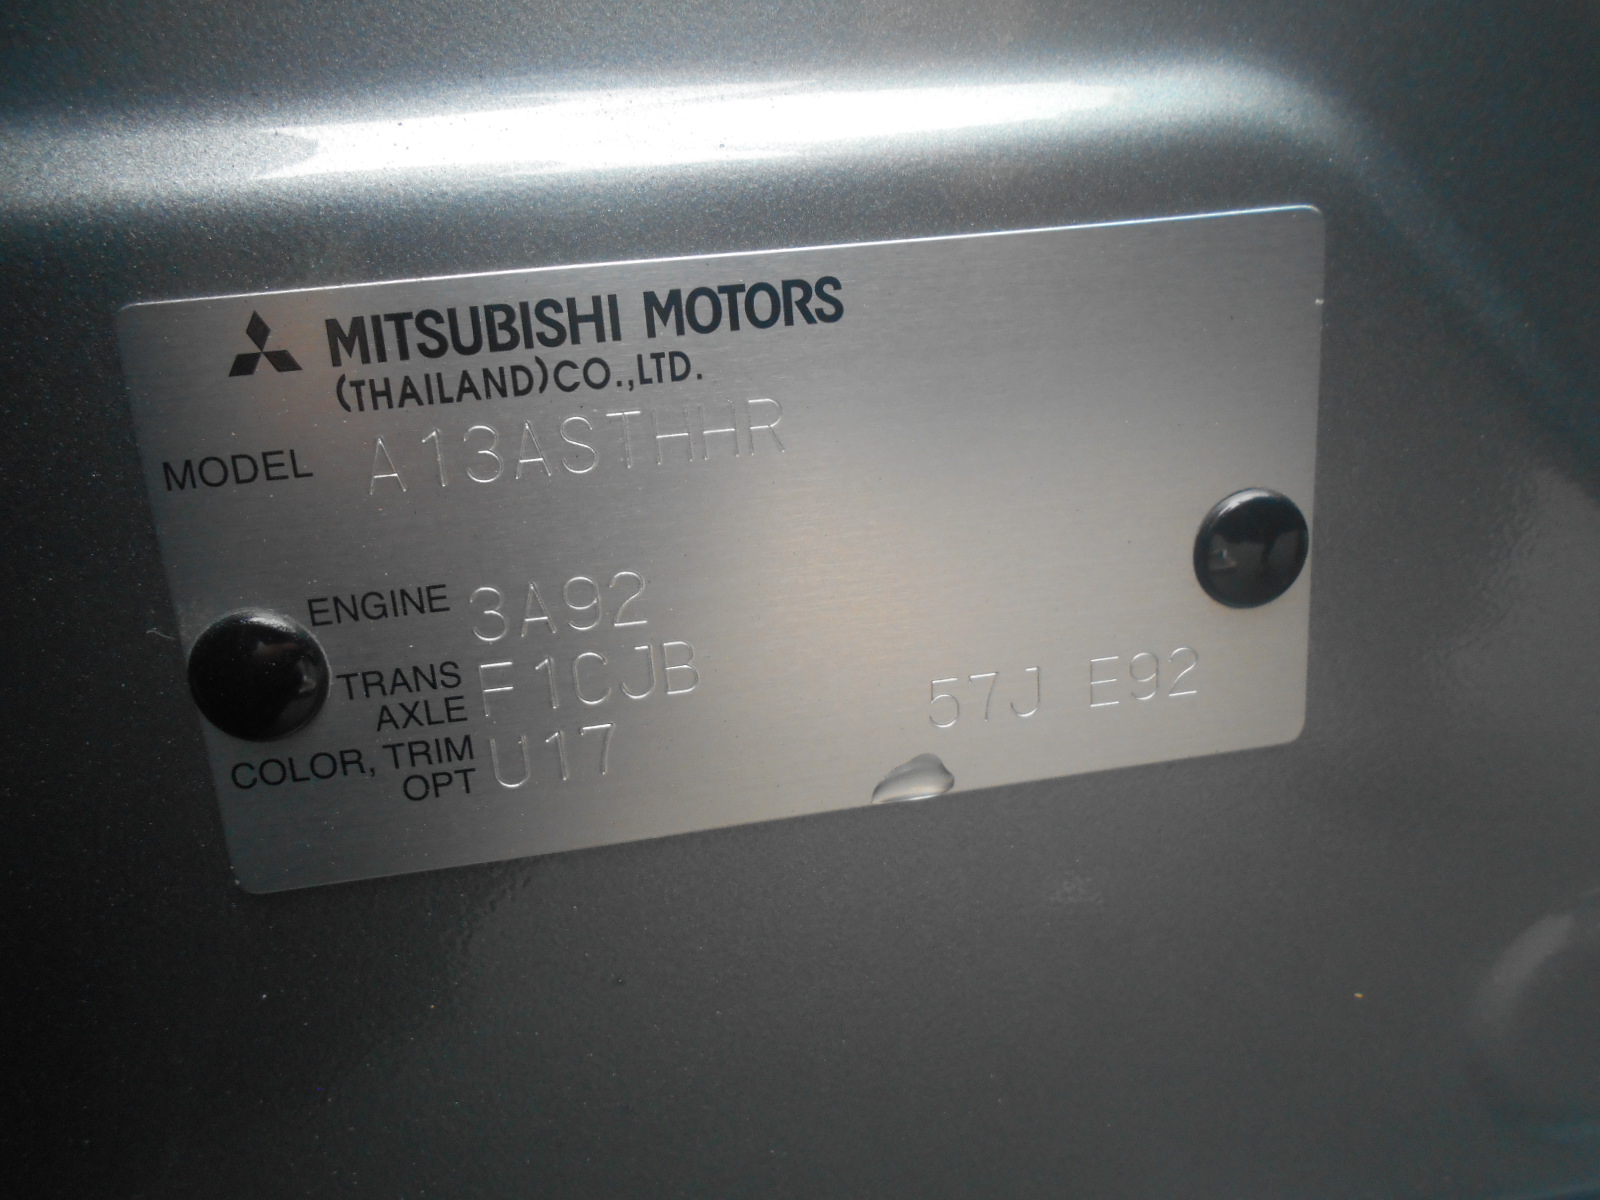 MITSUBISHI MOTORS
(THAILAND)CO.,LTD.
MODEL A13ASTHHR
ENGINE 3A92
TRANS
AXLE F1CJB
COLOR, TRIM
OPT U17 57J E92